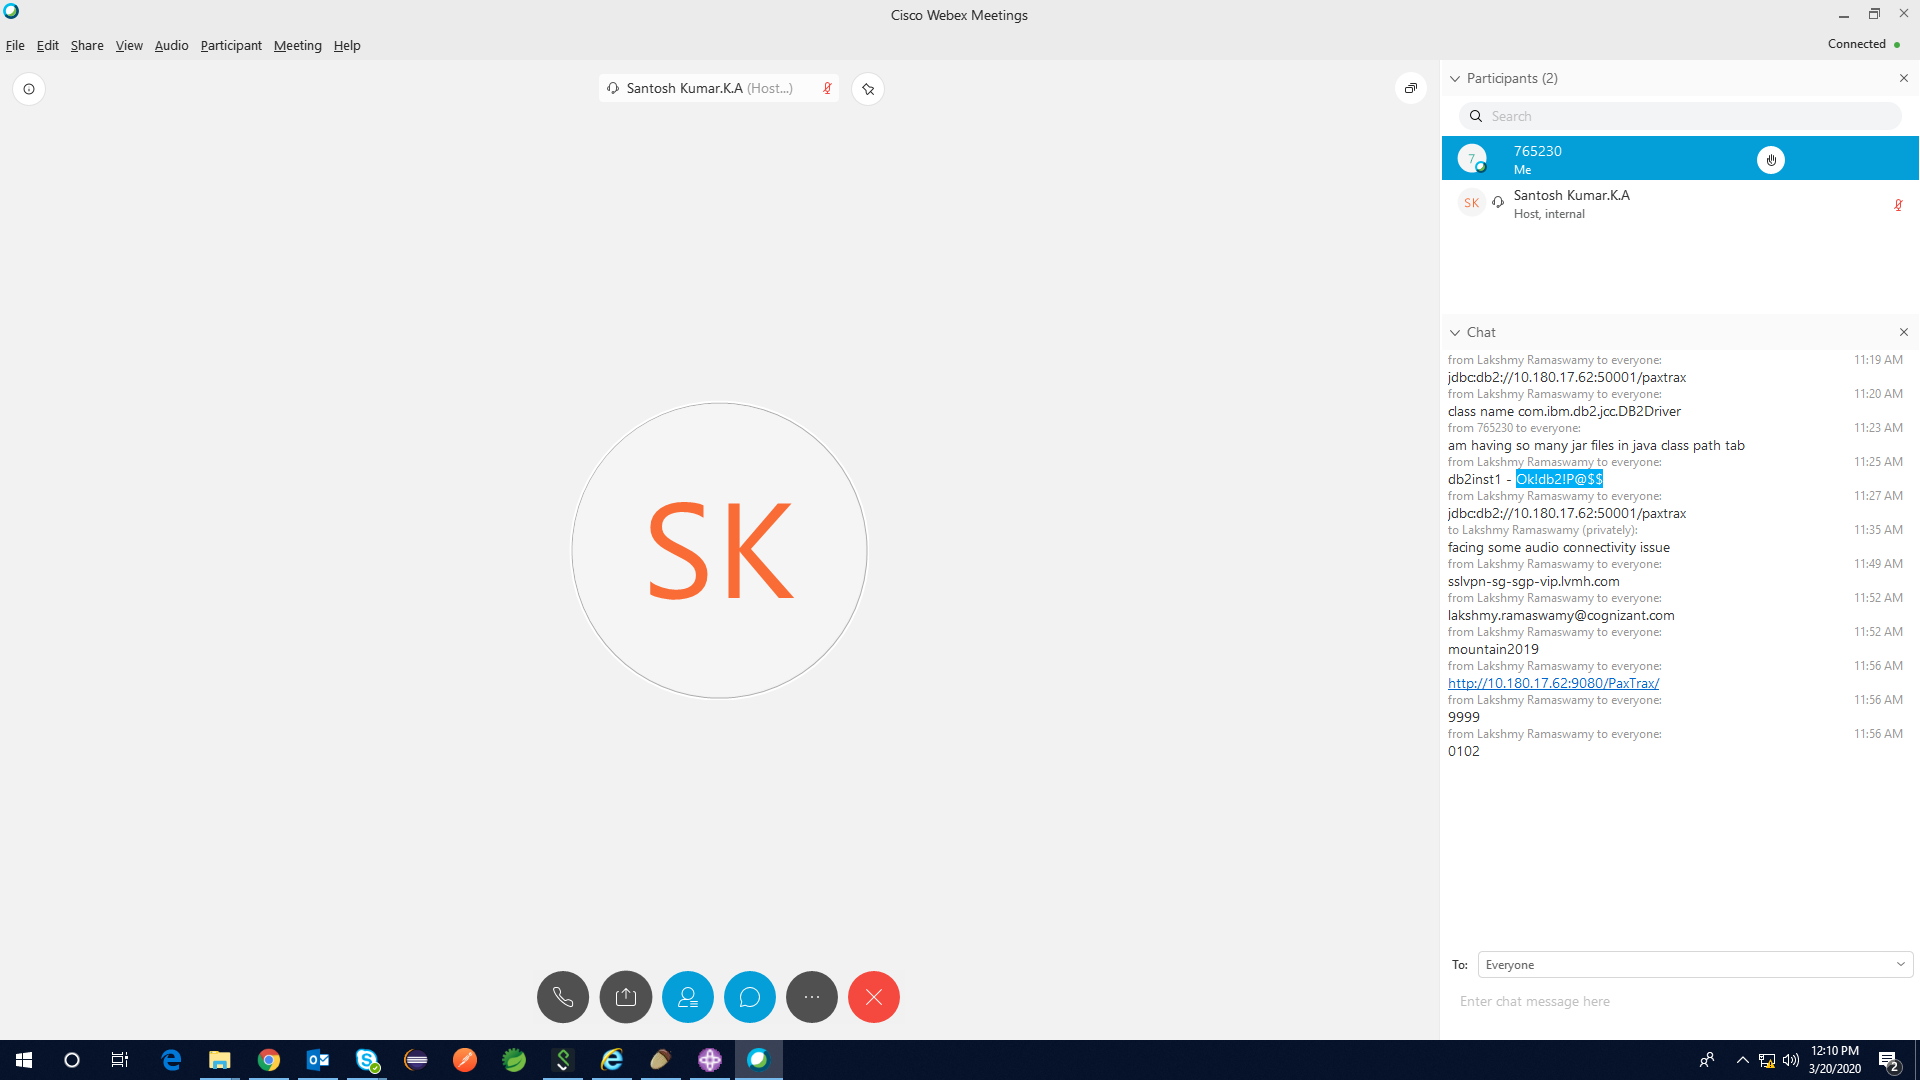 Cisco Webex Meetings
File Edit Share View Audio Participant Meeting Help
Connected
Santosh Kumar.K.A (Host...)
Participants (2)
Search
7
765230
Me
SK
Santosh Kumar.K.A
Host, internal
SK
Chat
from Lakshmy Ramaswamy to everyone: 11:19 AM
jdbc:db2://10.180.17.62:50001/paxtrax
from Lakshmy Ramaswamy to everyone: 11:20 AM
class name com.ibm.db2.jcc.DB2Driver
from 765230 to everyone: 11:23 AM
am having so many jar files in java class path tab
from Lakshmy Ramaswamy to everyone: 11:25 AM
db2inst1 - Ok!db2!P@$$
from Lakshmy Ramaswamy to everyone: 11:27 AM
jdbc:db2://10.180.17.62:50001/paxtrax
to Lakshmy Ramaswamy (privately): 11:35 AM
facing some audio connectivity issue
from Lakshmy Ramaswamy to everyone: 11:49 AM
sslvpn-sg-sgp-vip.lvmh.com
from Lakshmy Ramaswamy to everyone: 11:52 AM
lakshmy.ramaswamy@cognizant.com
from Lakshmy Ramaswamy to everyone: 11:52 AM
mountain2019
from Lakshmy Ramaswamy to everyone: 11:56 AM
http://10.180.17.62:9080/PaxTrax/
from Lakshmy Ramaswamy to everyone: 11:56 AM
9999
from Lakshmy Ramaswamy to everyone: 11:56 AM
0102
To: Everyone
Enter chat message here
12:10 PM
3/20/2020
2